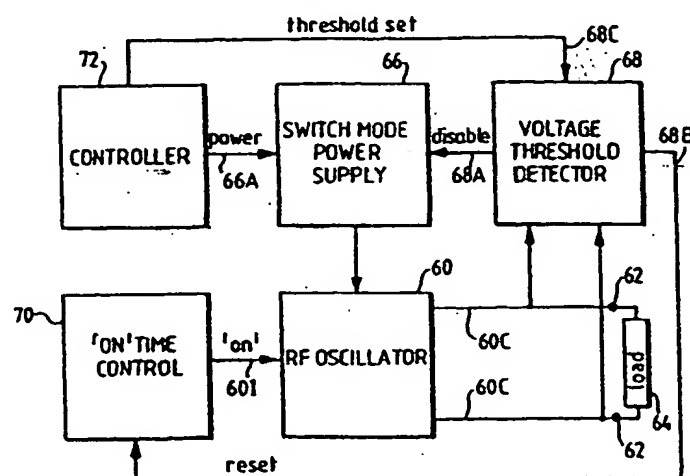 threshold set
68C
72
66
68
68B
CONTROLLER
power
66A
SWITCH MODE
POWER
SUPPLY
disable
68A
VOLTAGE
THRESHOLD
DETECTOR
70
60
62
'ON' TIME
CONTROL
'on'
601
RF OSCILLATOR
60C
60C
load
64
62
reset